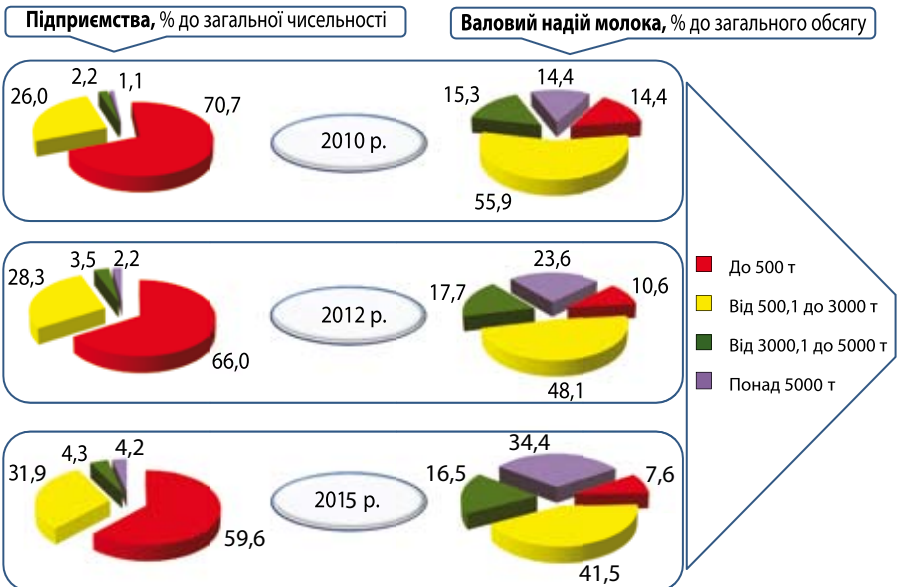 Підприємства, % до загальної чисельності
Валовий надій молока, % до загального обсягу
2,2
1,1
26,0
70,7
2010 р.
14,4
15,3
14,4
55,9
3,5
2,2
28,3
66,0
2012 р.
23,6
17,7
10,6
48,1
4,3
4,2
31,9
59,6
2015 р.
34,4
16,5
7,6
41,5
До 500 т
Від 500,1 до 3000 т
Від 3000,1 до 5000 т
Понад 5000 т